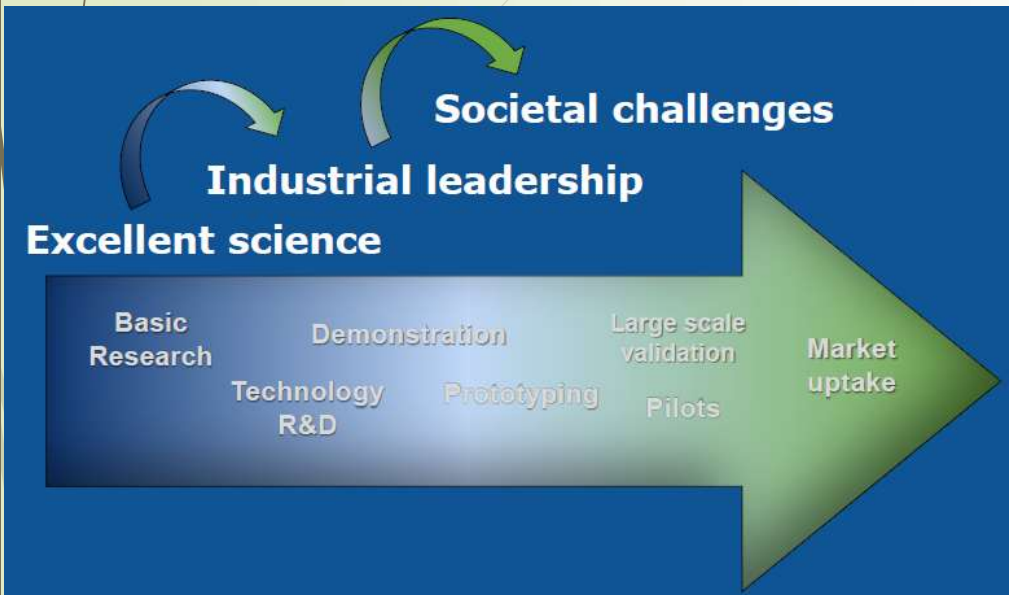 Societal challenges
Industrial leadership
Excellent science
Basic
Research
Demonstration
Large scale
validation
Market
uptake
Technology
R&D
Prototyping
Pilots